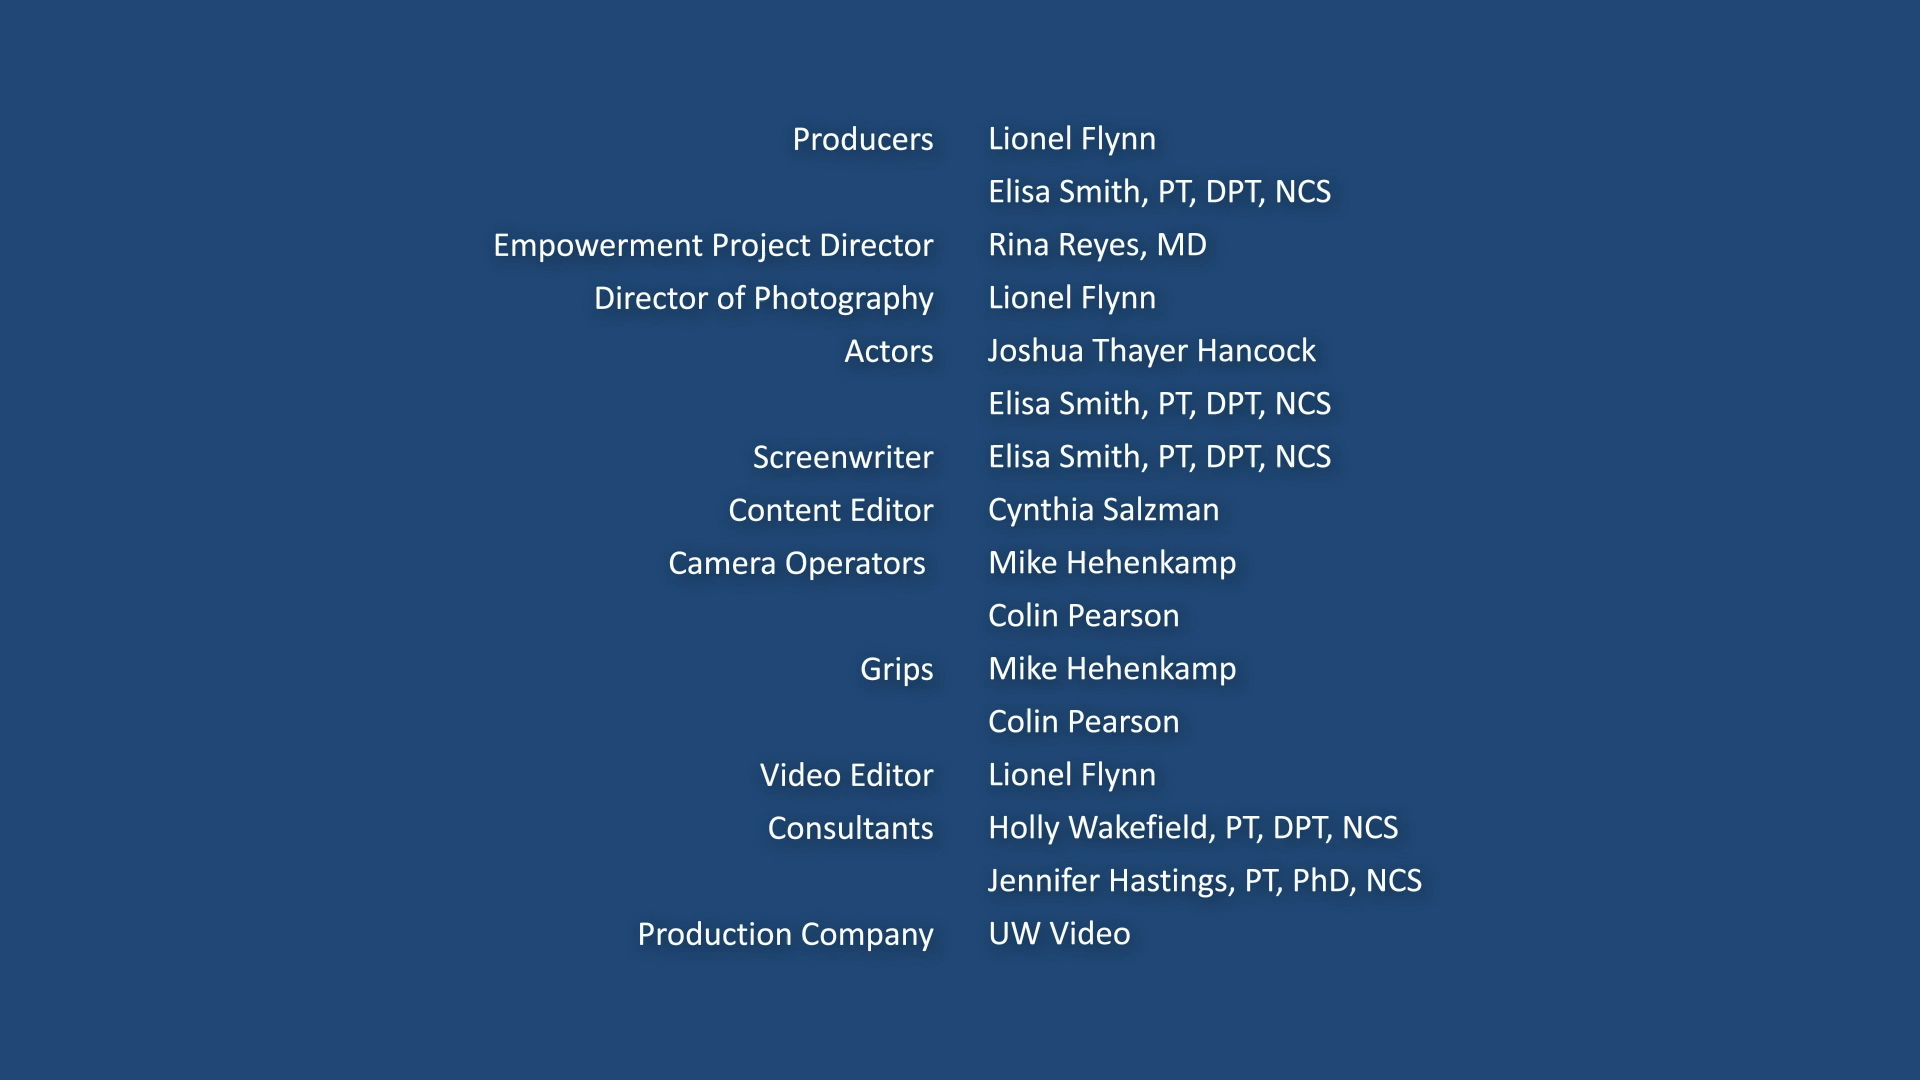 Producers Lionel Flynn
Elisa Smith, PT, DPT, NCS
Empowerment Project Director Rina Reyes, MD
Director of Photography Lionel Flynn
Actors Joshua Thayer Hancock
Elisa Smith, PT, DPT, NCS
Screenwriter Elisa Smith, PT, DPT, NCS
Content Editor Cynthia Salzman
Camera Operators Mike Hehenkamp
Colin Pearson
Grips Mike Hehenkamp
Colin Pearson
Video Editor Lionel Flynn
Consultants Holly Wakefield, PT, DPT, NCS
Jennifer Hastings, PT, PhD, NCS
Production Company UW Video